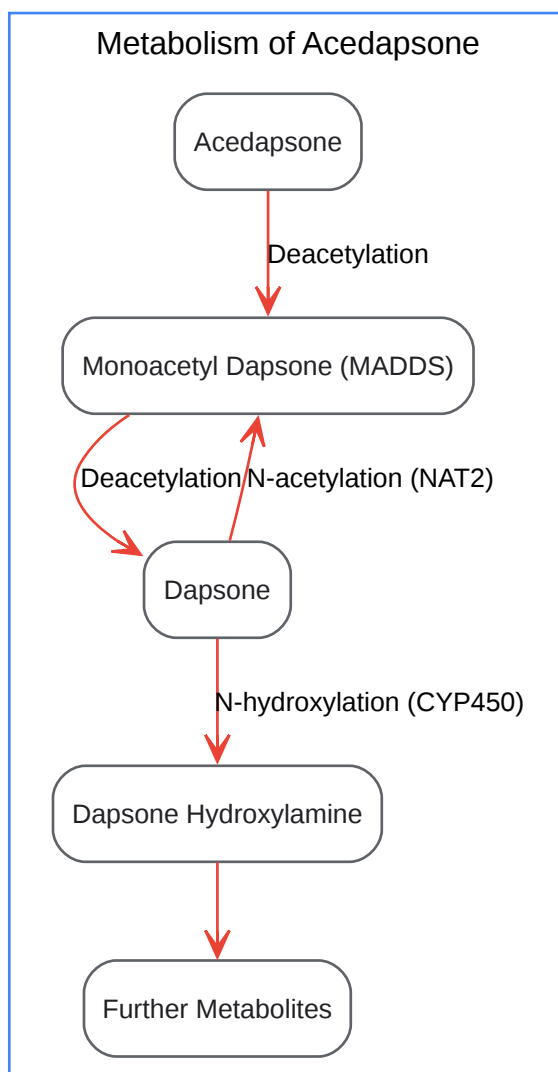 Metabolism of Acedapsone
Acedapsone
Deacetylation
Monoacetyl Dapsone (MADDS)
Deacetylation
N-acetylation (NAT2)
Dapsone
N-hydroxylation (CYP450)
Dapsone Hydroxylamine
Further Metabolites